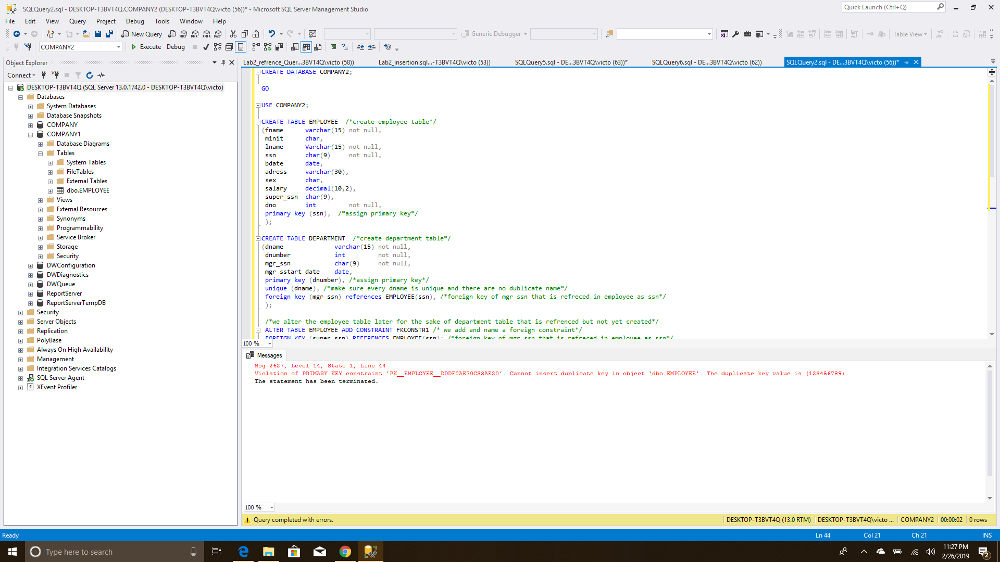 SQLQuery2.sql - DESKTOP-T3BVT4Q.COMPANY2 (DESKTOP-T3BVT4Q\victo (56))* - Microsoft SQL Server Management Studio
Quick Launch (Ctrl+Q)
File Edit View Query Project Debug Tools Window Help
New Query
MDX DMX XMLA DAX
Generic Debugger
Table View
COMPANY2
Execute Debug
Object Explorer
Connect
DESKTOP-T3BVT4Q (SQL Server 13.0.1742.0 - DESKTOP-T3BVT4Q\victo)
Databases
System Databases
Database Snapshots
COMPANY
COMPANY1
Database Diagrams
Tables
System Tables
FileTables
External Tables
dbo.EMPLOYEE
Views
External Resources
Synonyms
Programmability
Service Broker
Storage
Security
DWConfiguration
DWDiagnostics
DWQueue
ReportServer
ReportServerTempDB
Security
Server Objects
Replication
PolyBase
Always On High Availability
Management
Integration Services Catalogs
SQL Server Agent
XEvent Profiler
Lab2_refrence_Quer...3BVT4Q\victo (58)) Lab2_insertion.sql...-T3BVT4Q\victo (53)) SQLQuery5.sql - DE...3BVT4Q\victo (63))* SQLQuery6.sql - DE...3BVT4Q\victo (62)) SQLQuery2.sql - DE...3BVT4Q\victo (56))*
CREATE DATABASE COMPANY2;
GO
USE COMPANY2;
CREATE TABLE EMPLOYEE /*create employee table*/
(fname varchar(15) not null,
minit char,
lname Varchar(15) not null,
ssn char(9) not null,
bdate date,
adress varchar(30),
sex char,
salary decimal(10,2),
super_ssn char(9),
dno int not null,
primary key (ssn), /*assign primary key*/
);
CREATE TABLE DEPARTMENT /*create department table*/
(dname varchar(15) not null,
dnumber int not null,
mgr_ssn char(9) not null,
mgr_sstart_date date,
primary key (dnumber), /*assign primary key*/
unique (dname), /*make sure every dname is unique and there are no dublicate name*/
foreign key (mgr_ssn) references EMPLOYEE(ssn), /*foreign key of mgr_ssn that is refreced in employee as ssn*/
);
/*we alter the employee table later for the sake of department table that is refrenced but not yet created*/
ALTER TABLE EMPLOYEE ADD CONSTRAINT FKCONSTR1 /* we add and name a foreign constraint*/
FOREIGN KEY (super_ssn) REFERENCES EMPLOYEE(ssn); /*foreign key of mgr_ssn that is refreced in employee as ssn*/
100 %
Messages
Msg 2627, Level 14, State 1, Line 44
Violation of PRIMARY KEY constraint 'PK__EMPLOYEE__DDDF0AE70C33AE20'. Cannot insert duplicate key in object 'dbo.EMPLOYEE'. The duplicate key value is (123456789).
The statement has been terminated.
100 %
Query completed with errors.
DESKTOP-T3BVT4Q (13.0 RTM) DESKTOP-T3BVT4Q\victo ... COMPANY2 00:00:02 0 rows
Ready
Ln 44 Col 21 Ch 21 INS
Type here to search
11:27 PM
2/26/2019
2